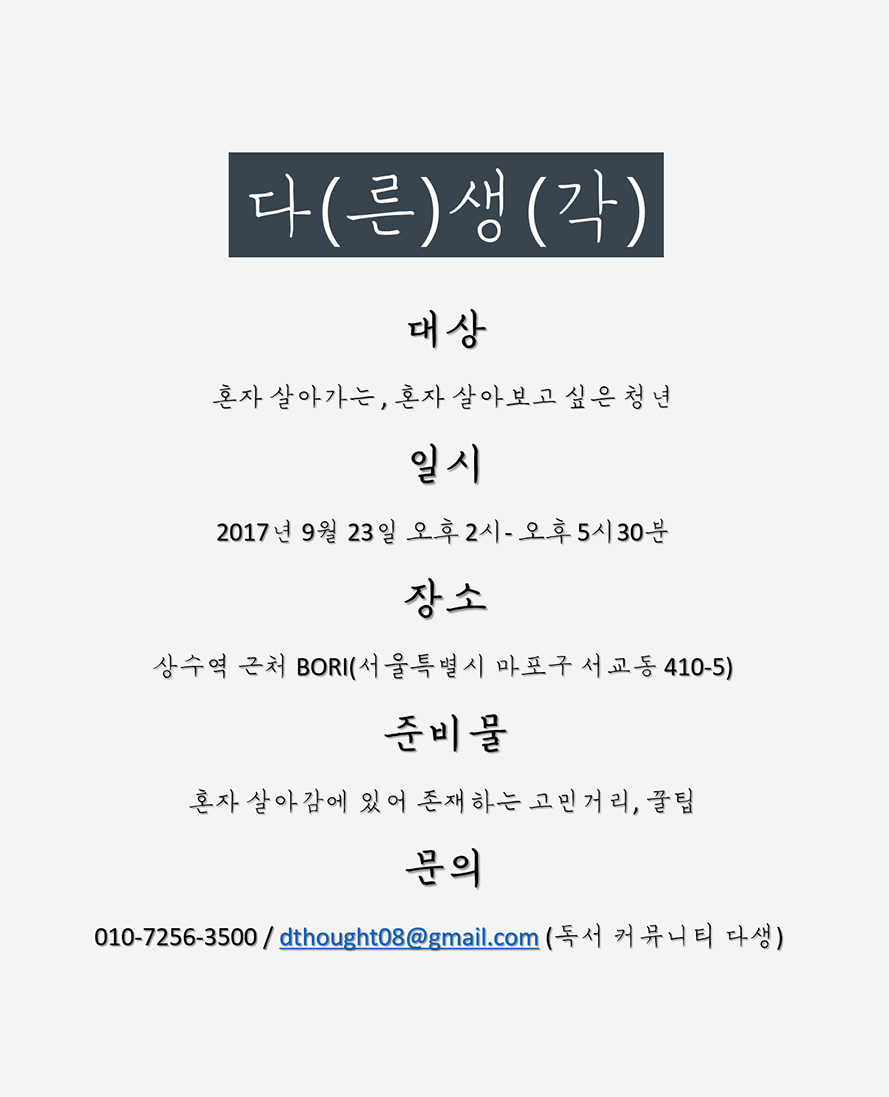 다(른)생(각)
대상
혼자 살아가는, 혼자 살아보고 싶은 청년
일시
2017년 9월 23일 오후 2시- 오후 5시30분
장소
상수역 근처 BORI(서울특별시 마포구 서교동 410-5)
준비물
혼자 살아감에 있어 존재하는 고민거리, 꿀팁
문의
010-7256-3500 / dthought08@gmail.com (독서 커뮤니티 다생)